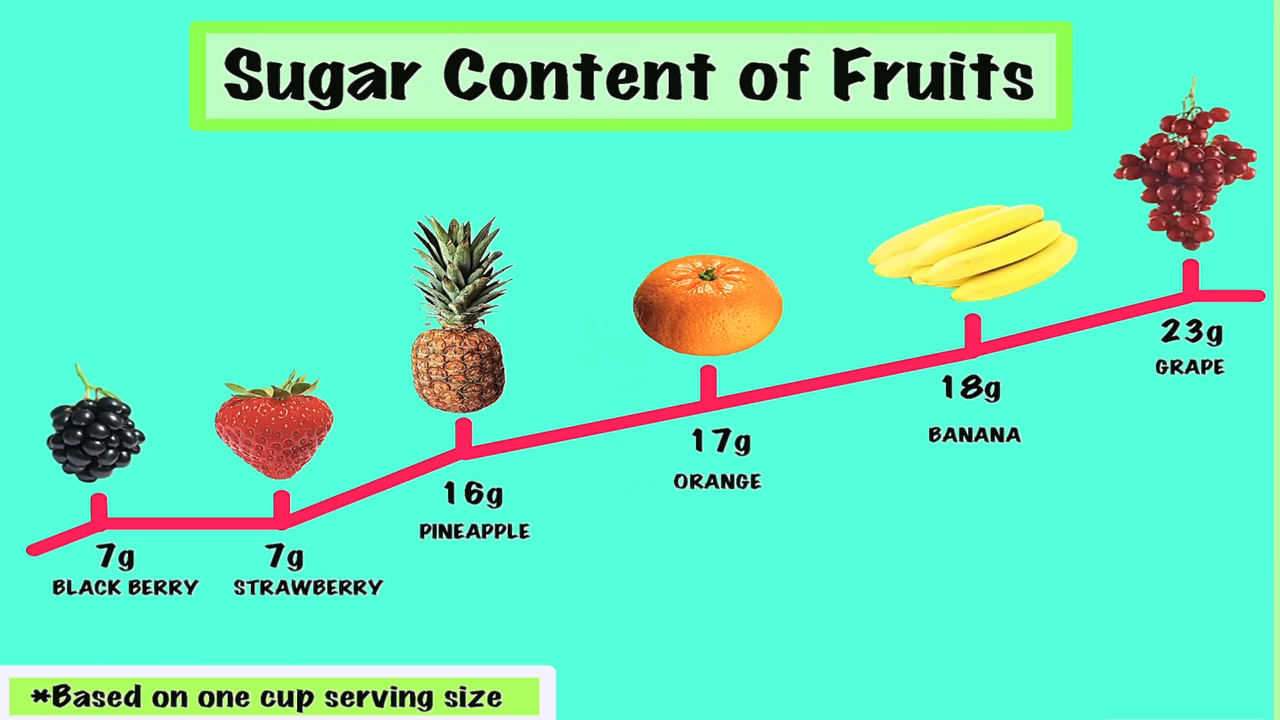 Sugar Content of Fruits
7g
BLACK BERRY
7g
STRAWBERRY
16g
PINEAPPLE
17g
ORANGE
18g
BANANA
23g
GRAPE
*Based on one cup serving size